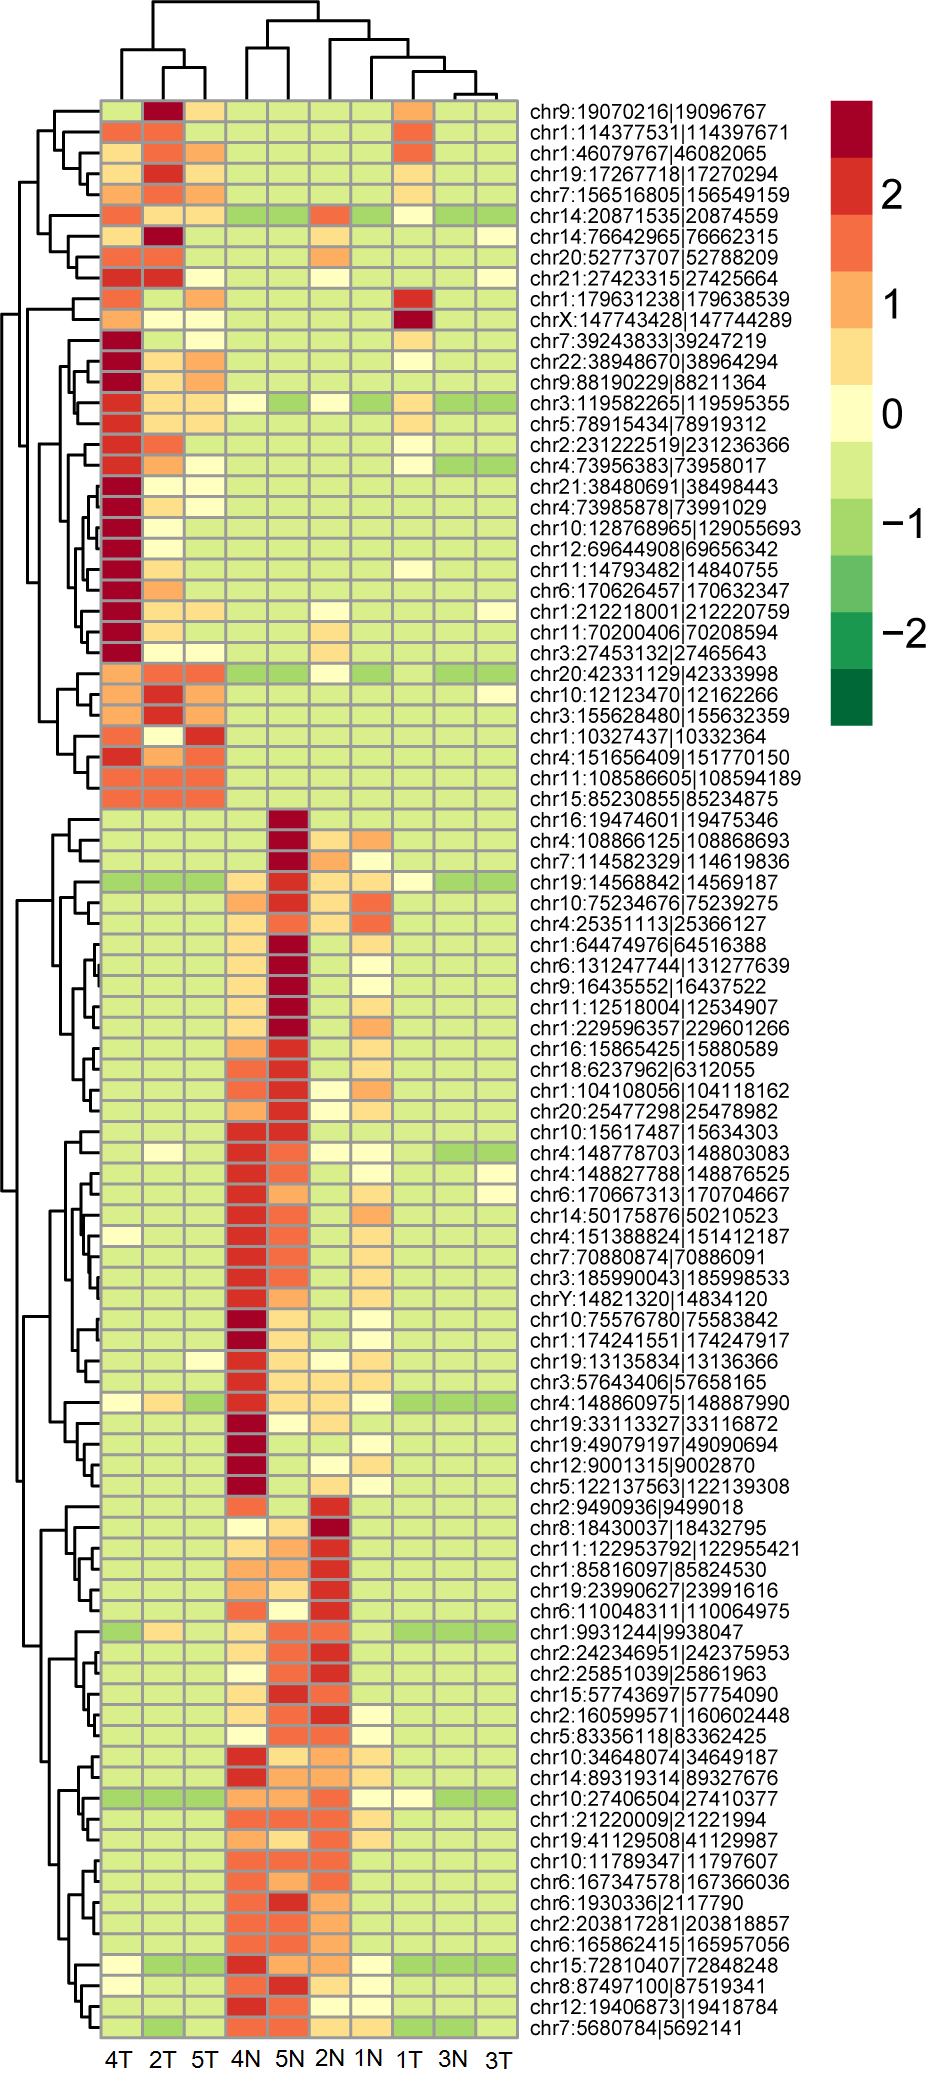 chr9:19070216|19096767
chr1:114377531|114397671
chr1:46079767|46082065
chr19:17267718|17270294
chr7:156516805|156549159
chr14:20871535|20874559
chr14:76642965|76662315
chr20:52773707|52788209
chr21:27423315|27425664
chr1:179631238|179638539
chrX:147743428|147744289
chr7:39243833|39247219
chr22:38948670|38964294
chr9:88190229|88211364
chr3:119582265|119595355
chr5:78915434|78919312
chr2:231222519|231236366
chr4:73956383|73958017
chr21:38480691|38498443
chr4:73985878|73991029
chr10:128768965|129055693
chr12:69644908|69656342
chr11:14793482|14840755
chr6:170626457|170632347
chr1:212218001|212220759
chr11:70200406|70208594
chr3:27453132|27465643
chr20:42331129|42333998
chr10:12123470|12162266
chr3:155628480|155632359
chr1:10327437|10332364
chr4:151656409|151770150
chr11:108586605|108594189
chr15:85230855|85234875
chr16:19474601|19475346
chr4:108866125|108868693
chr7:114582329|114619836
chr19:14568842|14569187
chr10:75234676|75239275
chr4:25351113|25366127
chr1:64474976|64516388
chr6:131247744|131277639
chr9:16435552|16437522
chr11:12518004|12534907
chr1:229596357|229601266
chr16:15865425|15880589
chr18:6237962|6312055
chr1:104108056|104118162
chr20:25477298|25478982
chr10:15617487|15634303
chr4:148778703|148803083
chr4:148827788|148876525
chr6:170667313|170704667
chr14:50175876|50210523
chr4:151388824|151412187
chr7:70880874|70886091
chr3:185990043|185998533
chrY:14821320|14834120
chr10:75576780|75583842
chr1:174241551|174247917
chr19:13135834|13136366
chr3:57643406|57658165
chr4:148860975|148887990
chr19:33113327|33116872
chr19:49079197|49090694
chr12:9001315|9002870
chr5:122137563|122139308
chr2:9490936|9499018
chr8:18430037|18432795
chr11:122953792|122955421
chr1:85816097|85824530
chr19:23990627|23991616
chr6:110048311|110064975
chr1:9931244|9938047
chr2:242346951|242375953
chr2:25851039|25861963
chr15:57743697|57754090
chr2:160599571|160602448
chr5:83356118|83362425
chr10:34648074|34649187
chr14:89319314|89327676
chr10:27406504|27410377
chr1:21220009|21221994
chr19:41129508|41129987
chr10:11789347|11797607
chr6:167347578|167366036
chr6:1930336|2117790
chr2:203817281|203818857
chr6:165862415|165957056
chr15:72810407|72848248
chr8:87497100|87519341
chr12:19406873|19418784
chr7:5680784|5692141
4T 2T 5T 4N 5N 2N 1N 1T 3N 3T
2
1
0
−1
−2